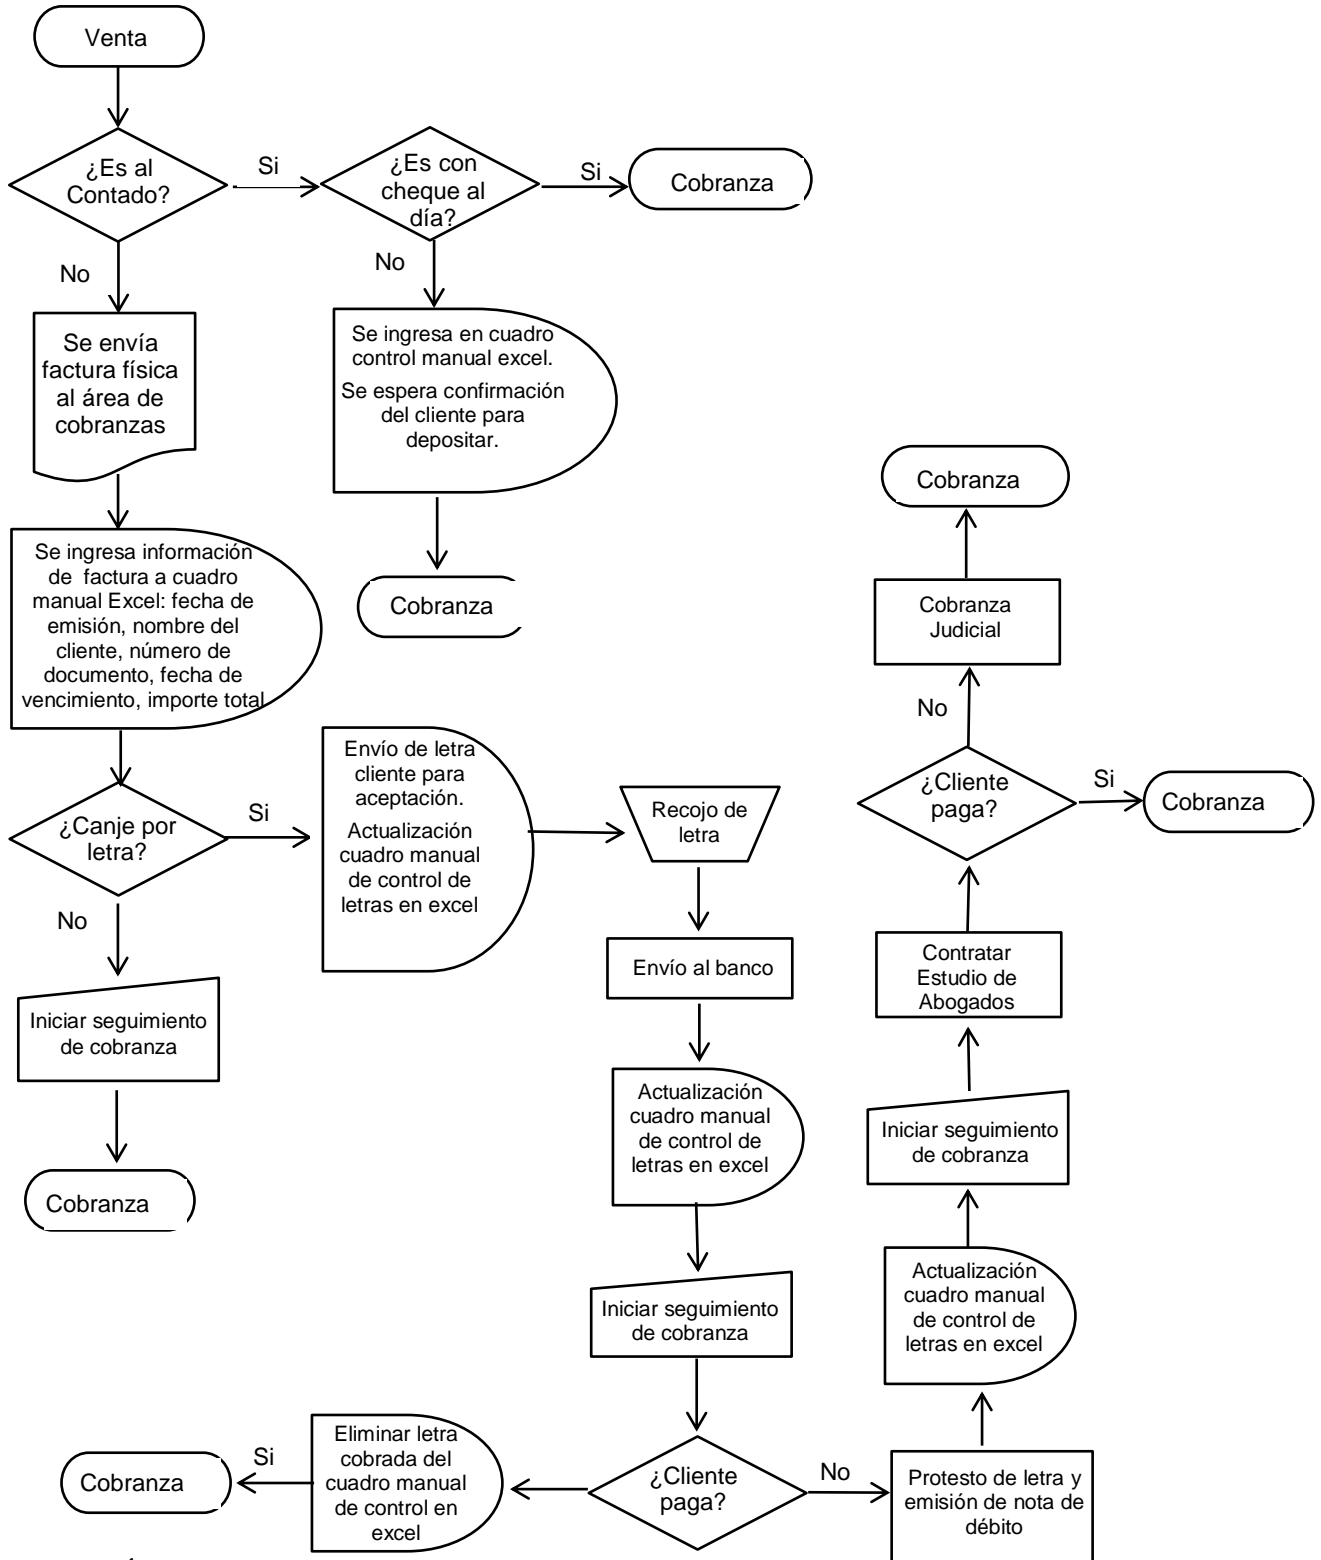 Venta
¿Es al
Contado?
Si
¿Es con
cheque al
día?
Si
Cobranza
No
No
Se envía
factura física
al área de
cobranzas
Se ingresa en cuadro
control manual excel.
Se espera confirmación
del cliente para
depositar.
Cobranza
Se ingresa información
de factura a cuadro
manual Excel: fecha de
emisión, nombre del
cliente, número de
documento, fecha de
vencimiento, importe total
¿Canje por
letra?
Si
No
Iniciar seguimiento
de cobranza
Cobranza
Envío de letra
cliente para
aceptación.
Actualización
cuadro manual
de control de
letras en excel
Recojo de
letra
Envío al banco
Actualización
cuadro manual
de control de
letras en excel
Iniciar seguimiento
de cobranza
¿Cliente
paga?
Si
Eliminar letra
cobrada del
cuadro manual
de control en
excel
Cobranza
No
Protesto de letra y
emisión de nota de
débito
Actualización
cuadro manual
de control de
letras en excel
Iniciar seguimiento
de cobranza
Contratar
Estudio de
Abogados
¿Cliente
paga?
Si
Cobranza
No
Cobranza
Judicial
Cobranza